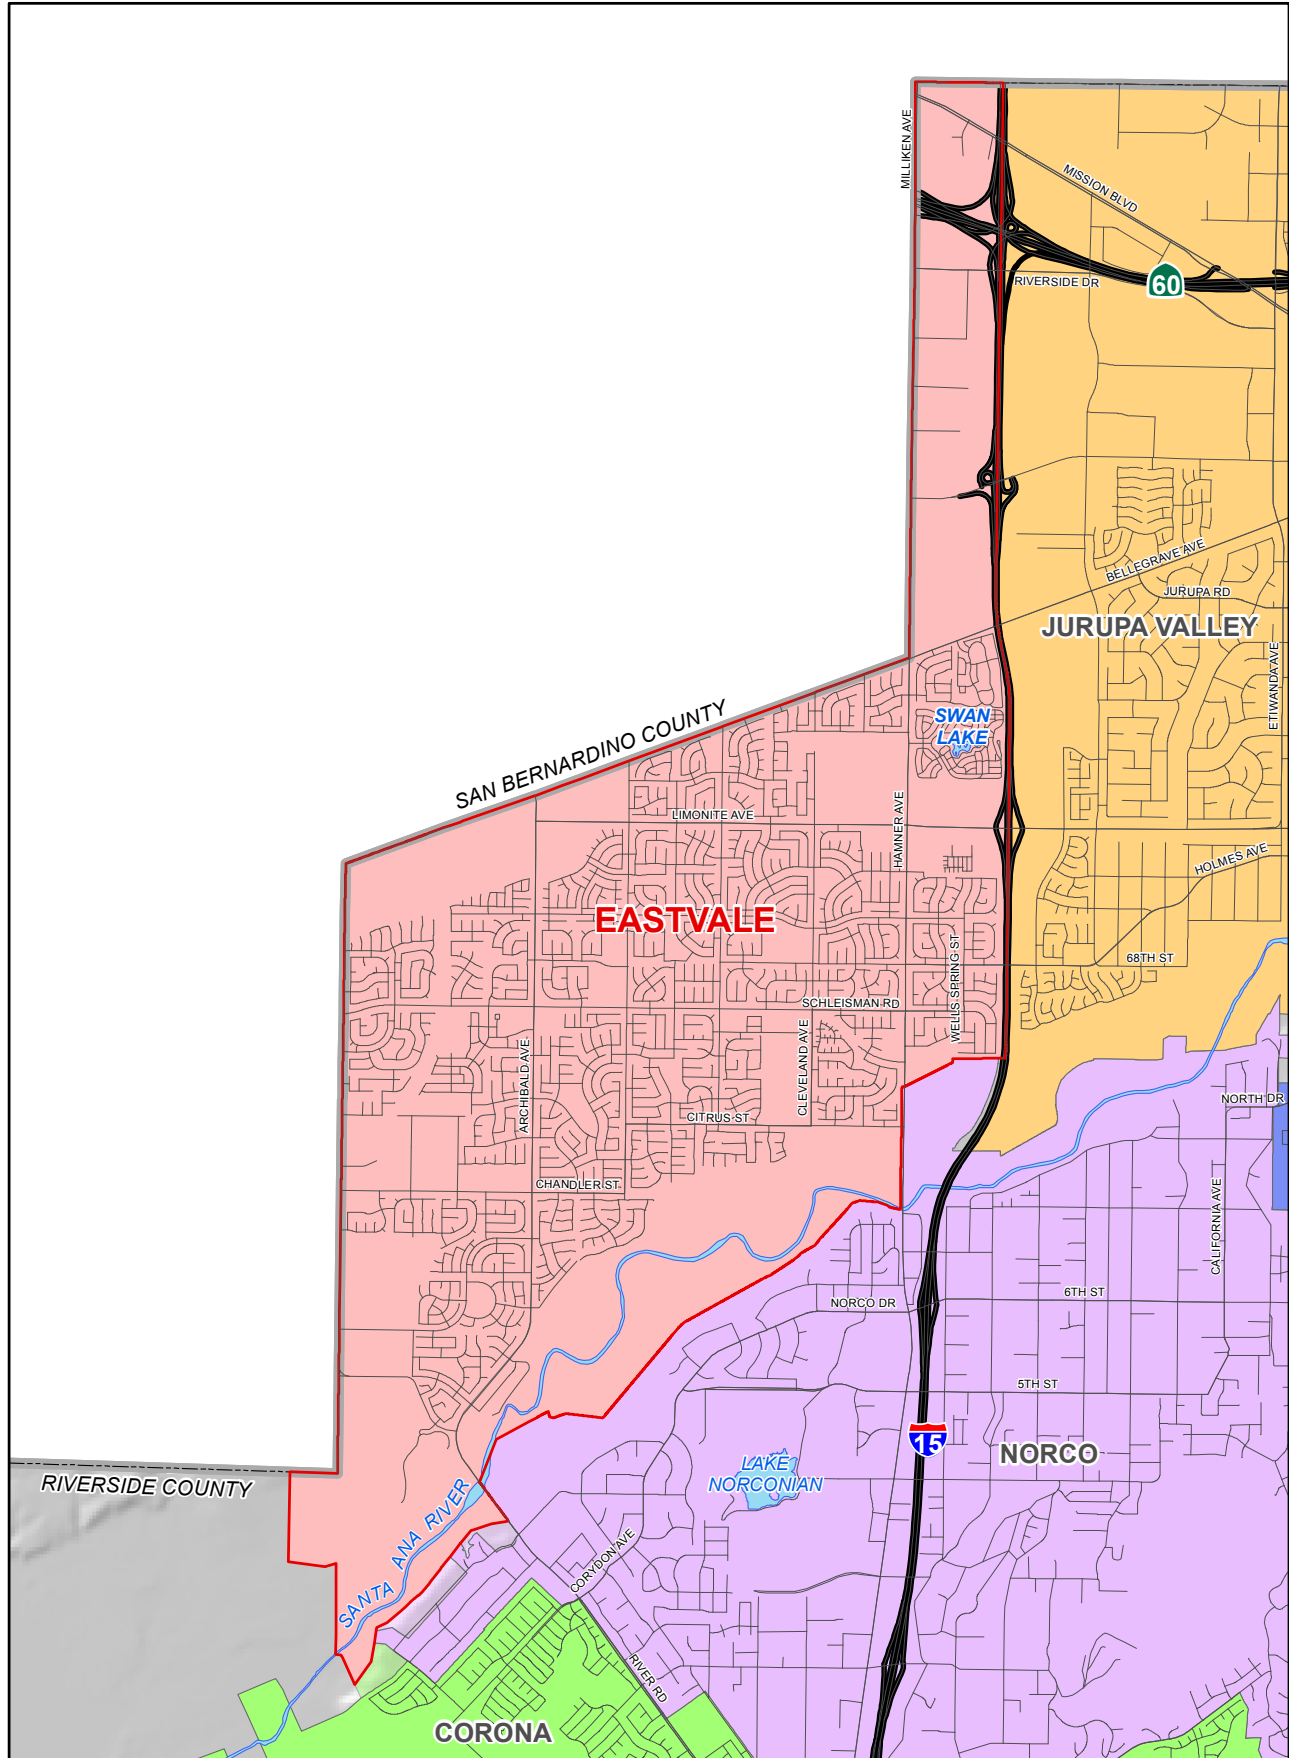 MILLIKEN AVE
MISSION BLVD
60
RIVERSIDE DR
BELLEGRAVE AVE
JURUPA RD
JURUPA VALLEY
ETIWANDA AVE
SWAN
LAKE
SAN BERNARDINO COUNTY
LIMONITE AVE
HAMNER AVE
HOLMES AVE
EASTVALE
WELLS SPRING ST
68TH ST
SCHLEISMAN RD
CLEVELAND AVE
ARCHIBALD AVE
NORTH DR
CITRUS ST
CHANDLER ST
CALIFORNIA AVE
6TH ST
NORCO DR
5TH ST
15
NORCO
LAKE
NORCONIAN
RIVERSIDE COUNTY
SANTA ANA RIVER
CORYDON AVE
RIVER RD
CORONA